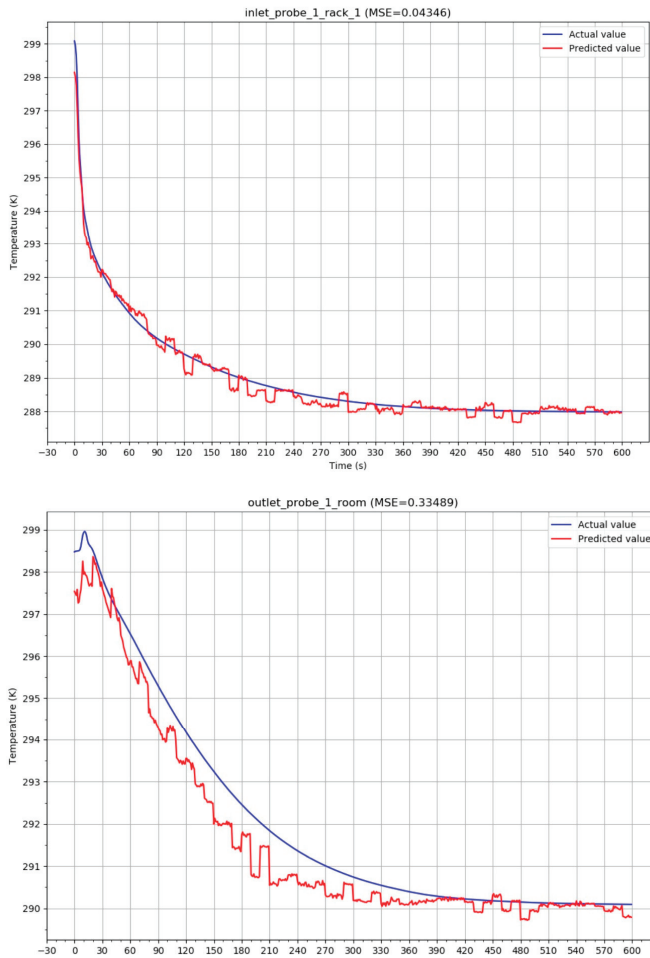 inlet_probe_1_rack_1 (MSE=0.04346)
Actual value
Predicted value
299
298
297
296
295
294
293
292
291
290
289
288
Temperature (K)
−30 0 30 60 90 120 150 180 210 240 270 300 330 360 390 420 450 480 510 540 570 600
Time (s)
outlet_probe_1_room (MSE=0.33489)
Actual value
Predicted value
299
298
297
296
295
294
293
292
291
290
Temperature (K)
−30 0 30 60 90 120 150 180 210 240 270 300 330 360 390 420 450 480 510 540 570 600